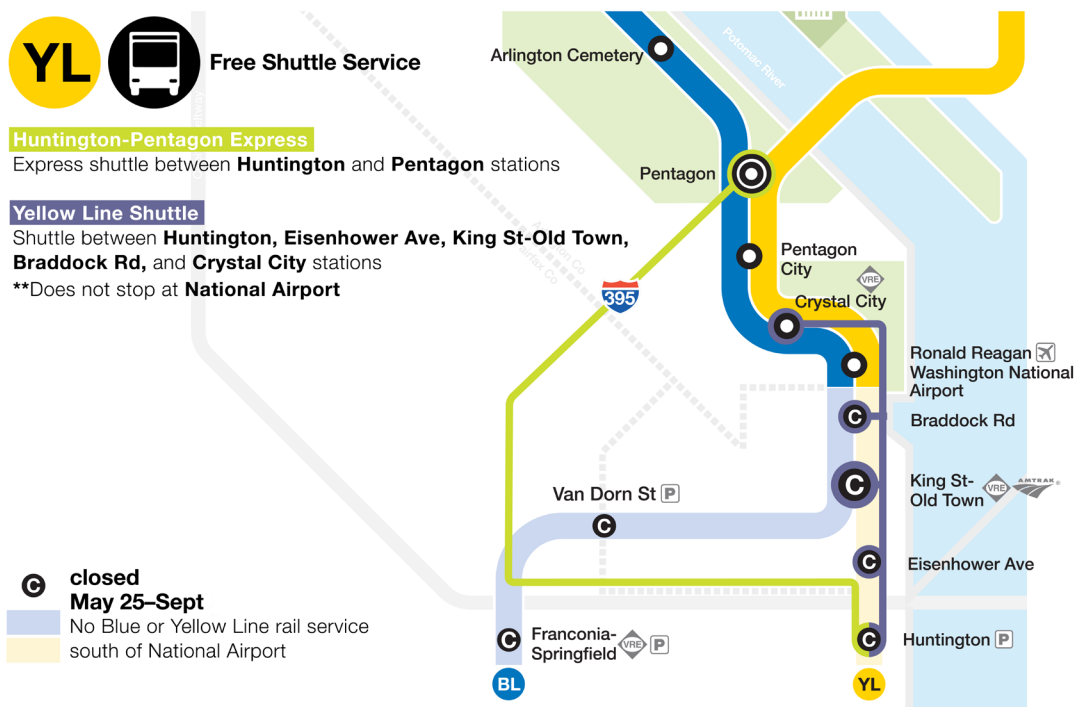 YL
Free Shuttle Service
Huntington-Pentagon Express
Express shuttle between Huntington and Pentagon stations
Yellow Line Shuttle
Shuttle between Huntington, Eisenhower Ave, King St-Old Town,
Braddock Rd, and Crystal City stations
**Does not stop at National Airport
Arlington Cemetery
Potomac River
Pentagon
Pentagon
City
VRE
Crystal City
395
Fairfax Co
Ronald Reagan
Washington National
Airport
C
Braddock Rd
C
King St-
Old Town
VRE
AMTRAK
Van Dorn St P
C
C
Eisenhower Ave
C
closed
May 25–Sept
No Blue or Yellow Line rail service
south of National Airport
C
Franconia-
Springfield
VRE
P
C
Huntington P
BL
YL